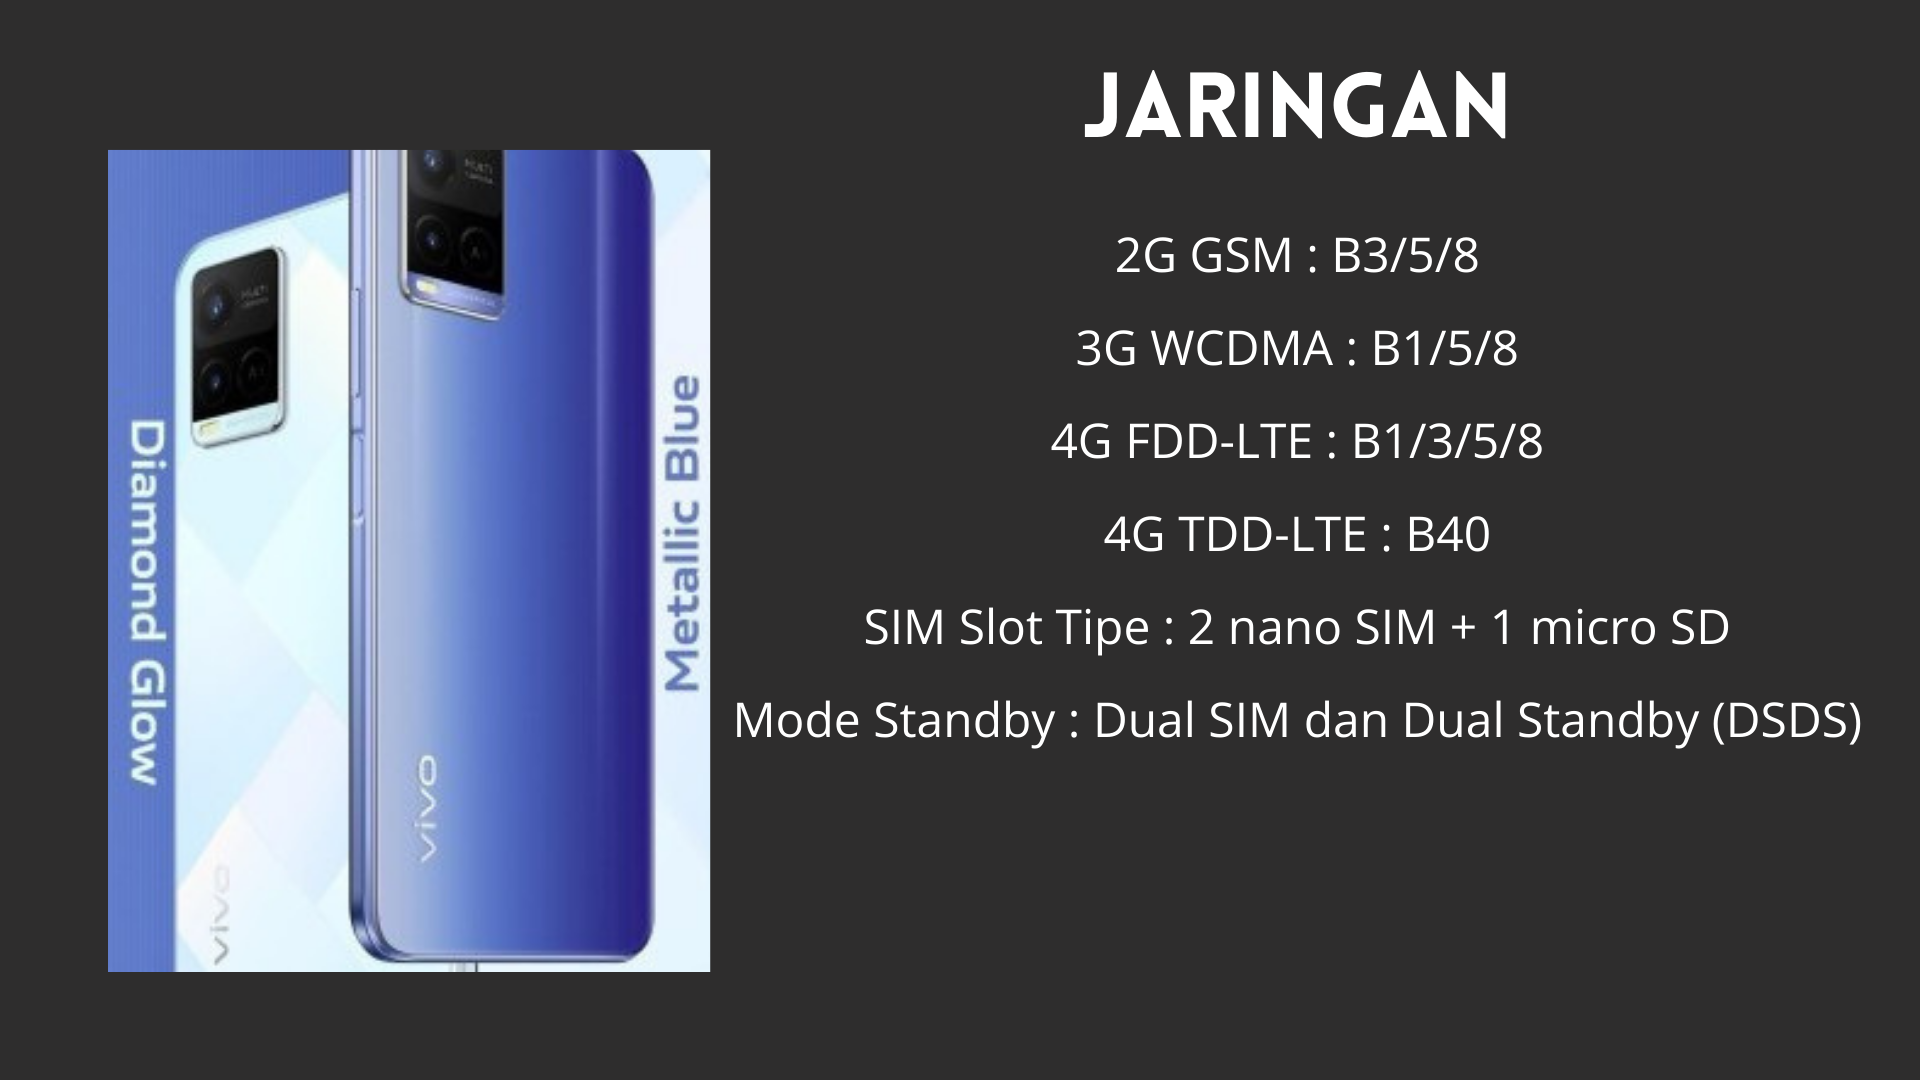 JARINGAN
2G GSM : B3/5/8
3G WCDMA : B1/5/8
4G FDD-LTE : B1/3/5/8
4G TDD-LTE : B40
SIM Slot Tipe : 2 nano SIM + 1 micro SD
Mode Standby : Dual SIM dan Dual Standby (DSDS)
Diamond Glow
Metallic Blue
vivo
vivo
MULTI
MULTI